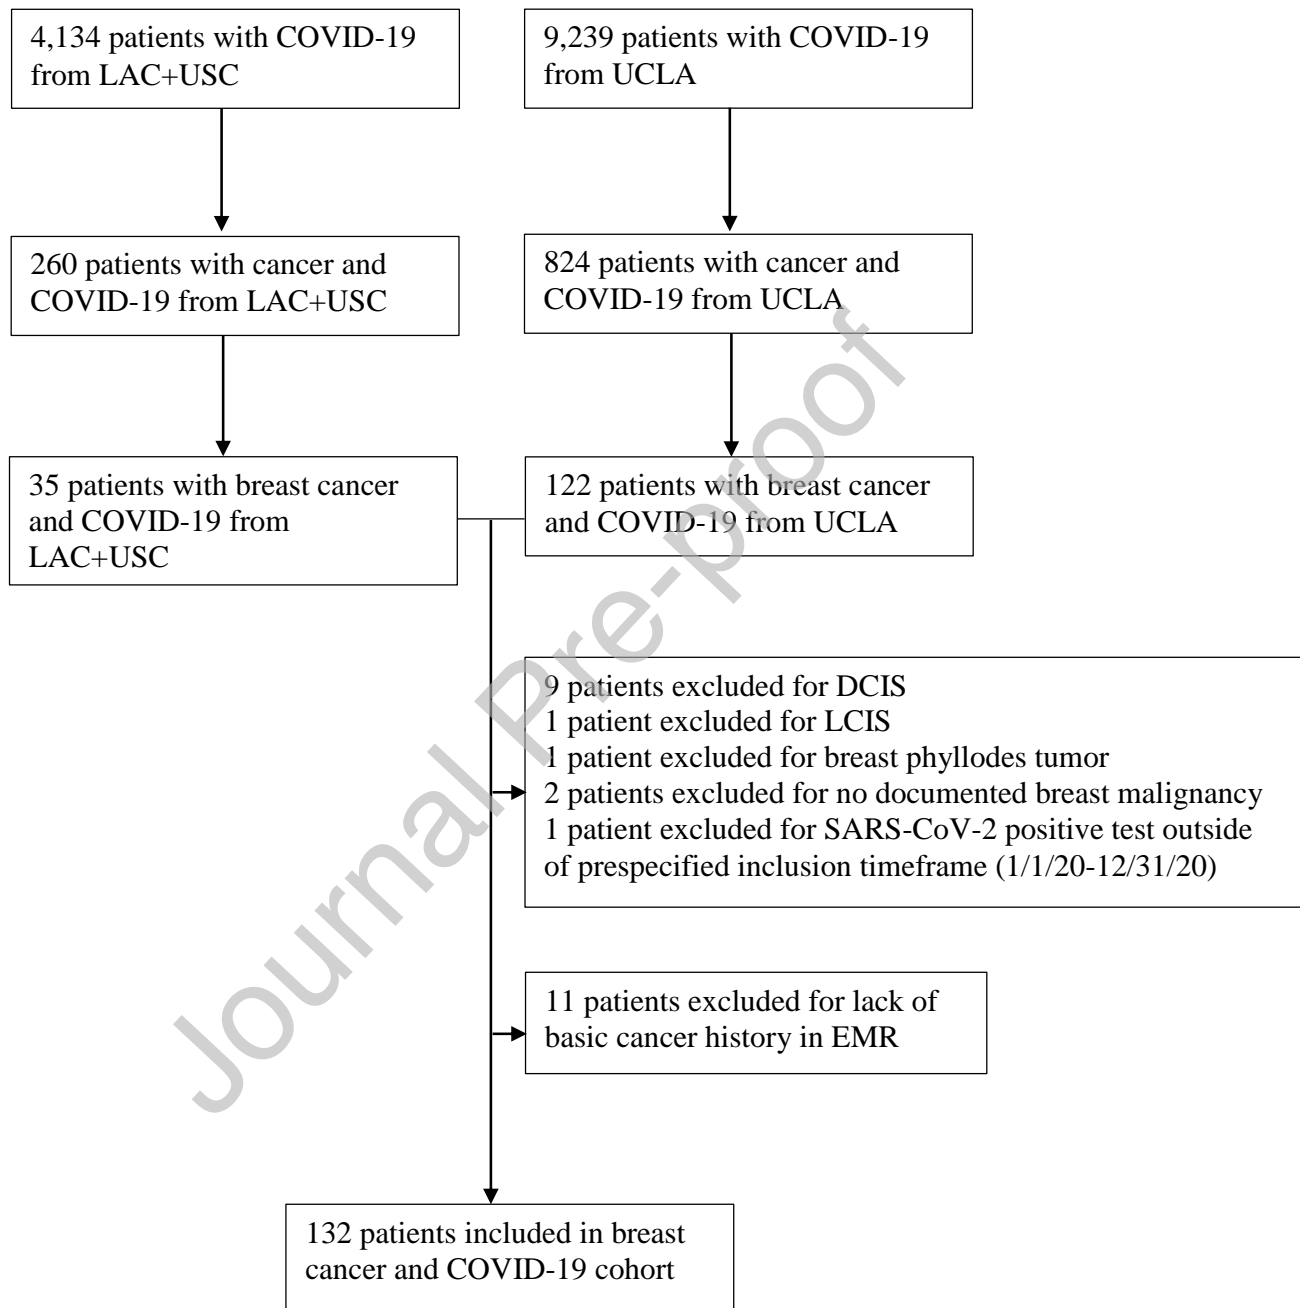 4,134 patients with COVID-19
from LAC+USC
9,239 patients with COVID-19
from UCLA
260 patients with cancer and
COVID-19 from LAC+USC
824 patients with cancer and
COVID-19 from UCLA
35 patients with breast cancer
and COVID-19 from
LAC+USC
122 patients with breast cancer
and COVID-19 from UCLA
9 patients excluded for DCIS
1 patient excluded for LCIS
1 patient excluded for breast phyllodes tumor
2 patients excluded for no documented breast malignancy
1 patient excluded for SARS-CoV-2 positive test outside
of prespecified inclusion timeframe (1/1/20-12/31/20)
11 patients excluded for lack of
basic cancer history in EMR
132 patients included in breast
cancer and COVID-19 cohort
Journal Pre-proof